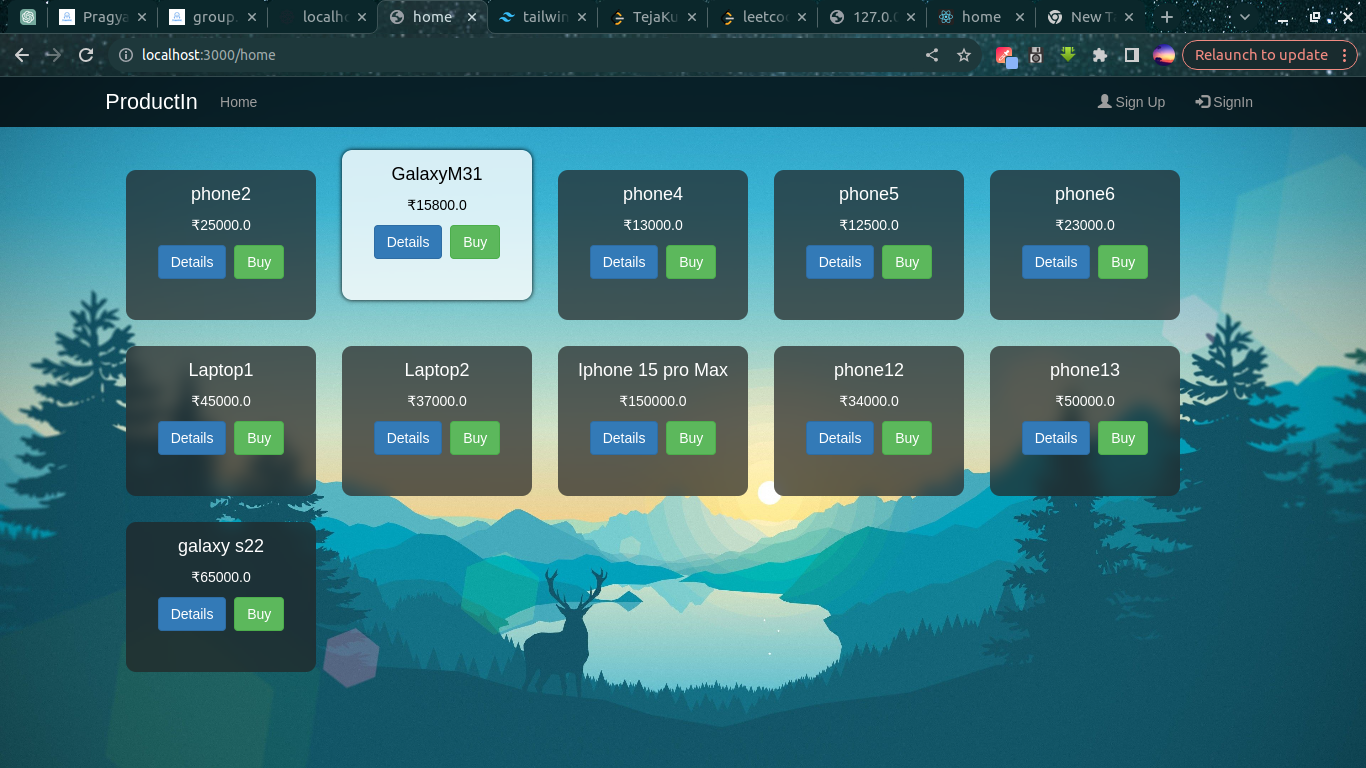 Pragya
group.
localho
home
tailwin
TejaKu
leetcod
127.0.0
home
New Ta
localhost:3000/home
Relaunch to update
ProductIn Home Sign Up SignIn
phone2
₹25000.0
Details Buy
GalaxyM31
₹15800.0
Details Buy
phone4
₹13000.0
Details Buy
phone5
₹12500.0
Details Buy
phone6
₹23000.0
Details Buy
Laptop1
₹45000.0
Details Buy
Laptop2
₹37000.0
Details Buy
Iphone 15 pro Max
₹150000.0
Details Buy
phone12
₹34000.0
Details Buy
phone13
₹50000.0
Details Buy
galaxy s22
₹65000.0
Details Buy